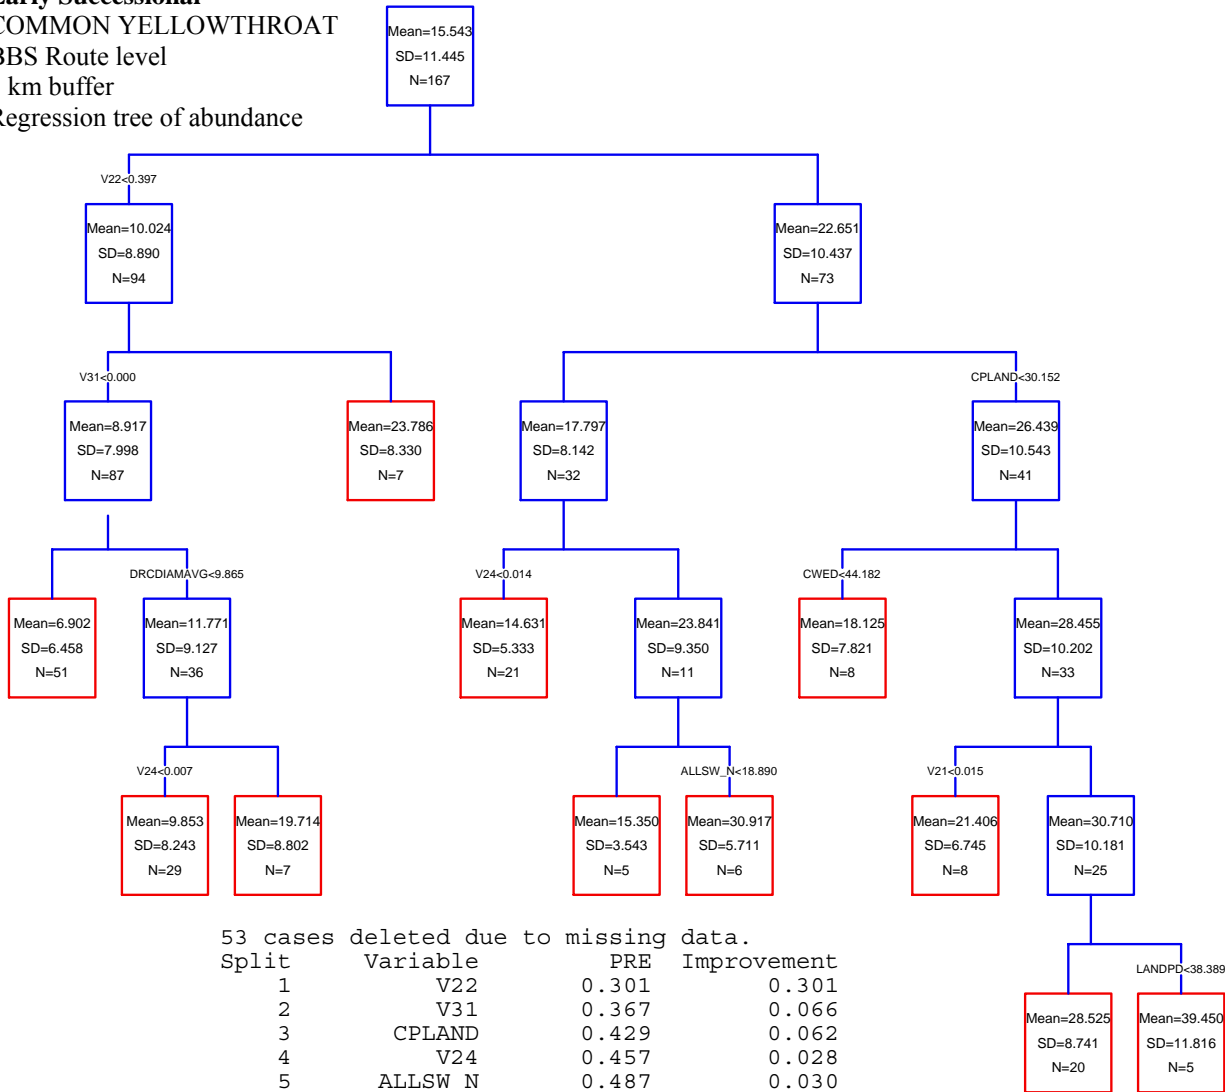 Early Successional
COMMON YELLOWTHROAT
BBS Route level
km buffer
Regression tree of abundance
Mean=15.543
SD=11.445
N=167
V22<0.397
Mean=10.024
SD=8.890
N=94
Mean=22.651
SD=10.437
N=73
V31<0.000
CPLAND<30.152
Mean=8.917
SD=7.998
N=87
Mean=23.786
SD=8.330
N=7
Mean=17.797
SD=8.142
N=32
Mean=26.439
SD=10.543
N=41
DRCDIAMAVG<9.865
V24<0.014
CWED<44.182
Mean=6.902
SD=6.458
N=51
Mean=11.771
SD=9.127
N=36
Mean=14.631
SD=5.333
N=21
Mean=23.841
SD=9.350
N=11
Mean=18.125
SD=7.821
N=8
Mean=28.455
SD=10.202
N=33
V24<0.007
ALLSW_N<18.890
V21<0.015
Mean=9.853
SD=8.243
N=29
Mean=19.714
SD=8.802
N=7
Mean=15.350
SD=3.543
N=5
Mean=30.917
SD=5.711
N=6
Mean=21.406
SD=6.745
N=8
Mean=30.710
SD=10.181
N=25
LANDPD<38.389
Mean=28.525
SD=8.741
N=20
Mean=39.450
SD=11.816
N=5
53 cases deleted due to missing data.
Split Variable PRE Improvement
1 V22 0.301 0.301
2 V31 0.367 0.066
3 CPLAND 0.429 0.062
4 V24 0.457 0.028
5 ALLSW_N 0.487 0.030